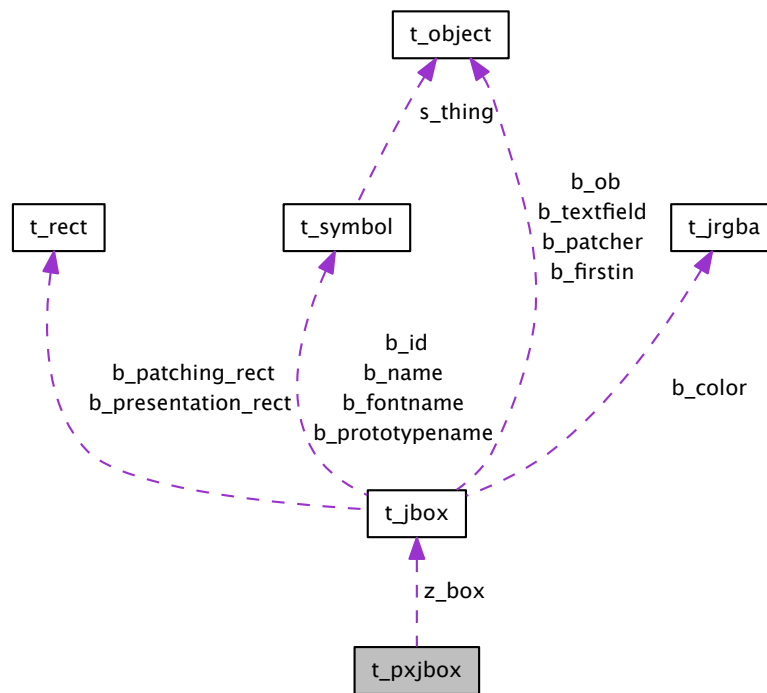 t_object
s_thing
b_ob
b_textfield
b_patcher
b_firstin
t_rect
t_symbol
t_jrgba
b_patching_rect
b_presentation_rect
b_id
b_name
b_fontname
b_prototypename
b_color
t_jbox
z_box
t_pxjbox